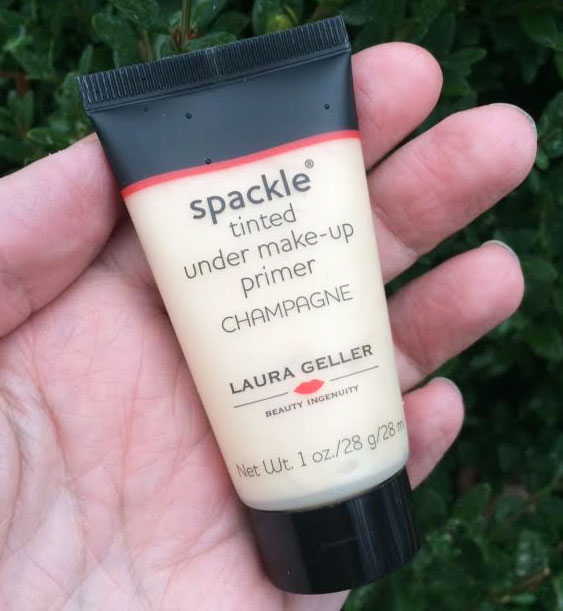 spackle®
tinted
under make-up
primer
CHAMPAGNE
LAURA GELLER
BEAUTY INGENUITY
Net Wt. 1 oz./28 g/28 m